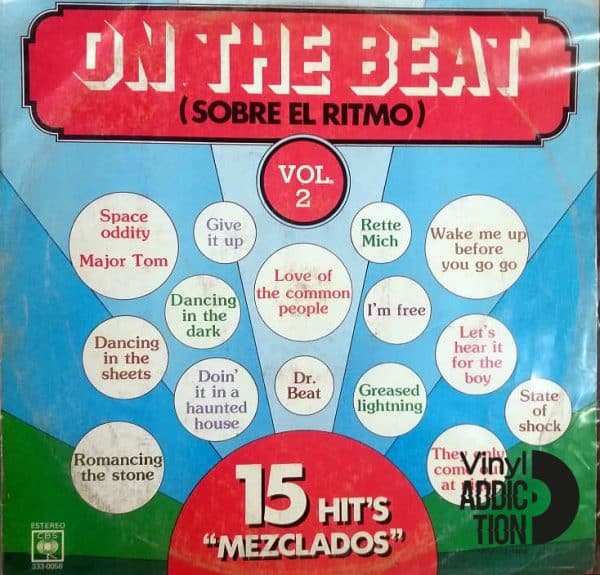 ON THE BEAT
(SOBRE EL RITMO)
VOL.
2
Space
oddity
Major Tom
Give
it up
Rette
Mich
Wake me up
before
you go go
Love of
the common
people
Dancing
in the
dark
I'm free
Dancing
in the
sheets
Let's
hear it
for the
boy
Doin'
it in a
haunted
house
Dr.
Beat
Greased
lightning
State
of
shock
Romancing
the stone
at
15 HIT'S
"MEZCLADOS"
ESTEREO
CBS
333-0058
Vinyl
ADDIC
TION